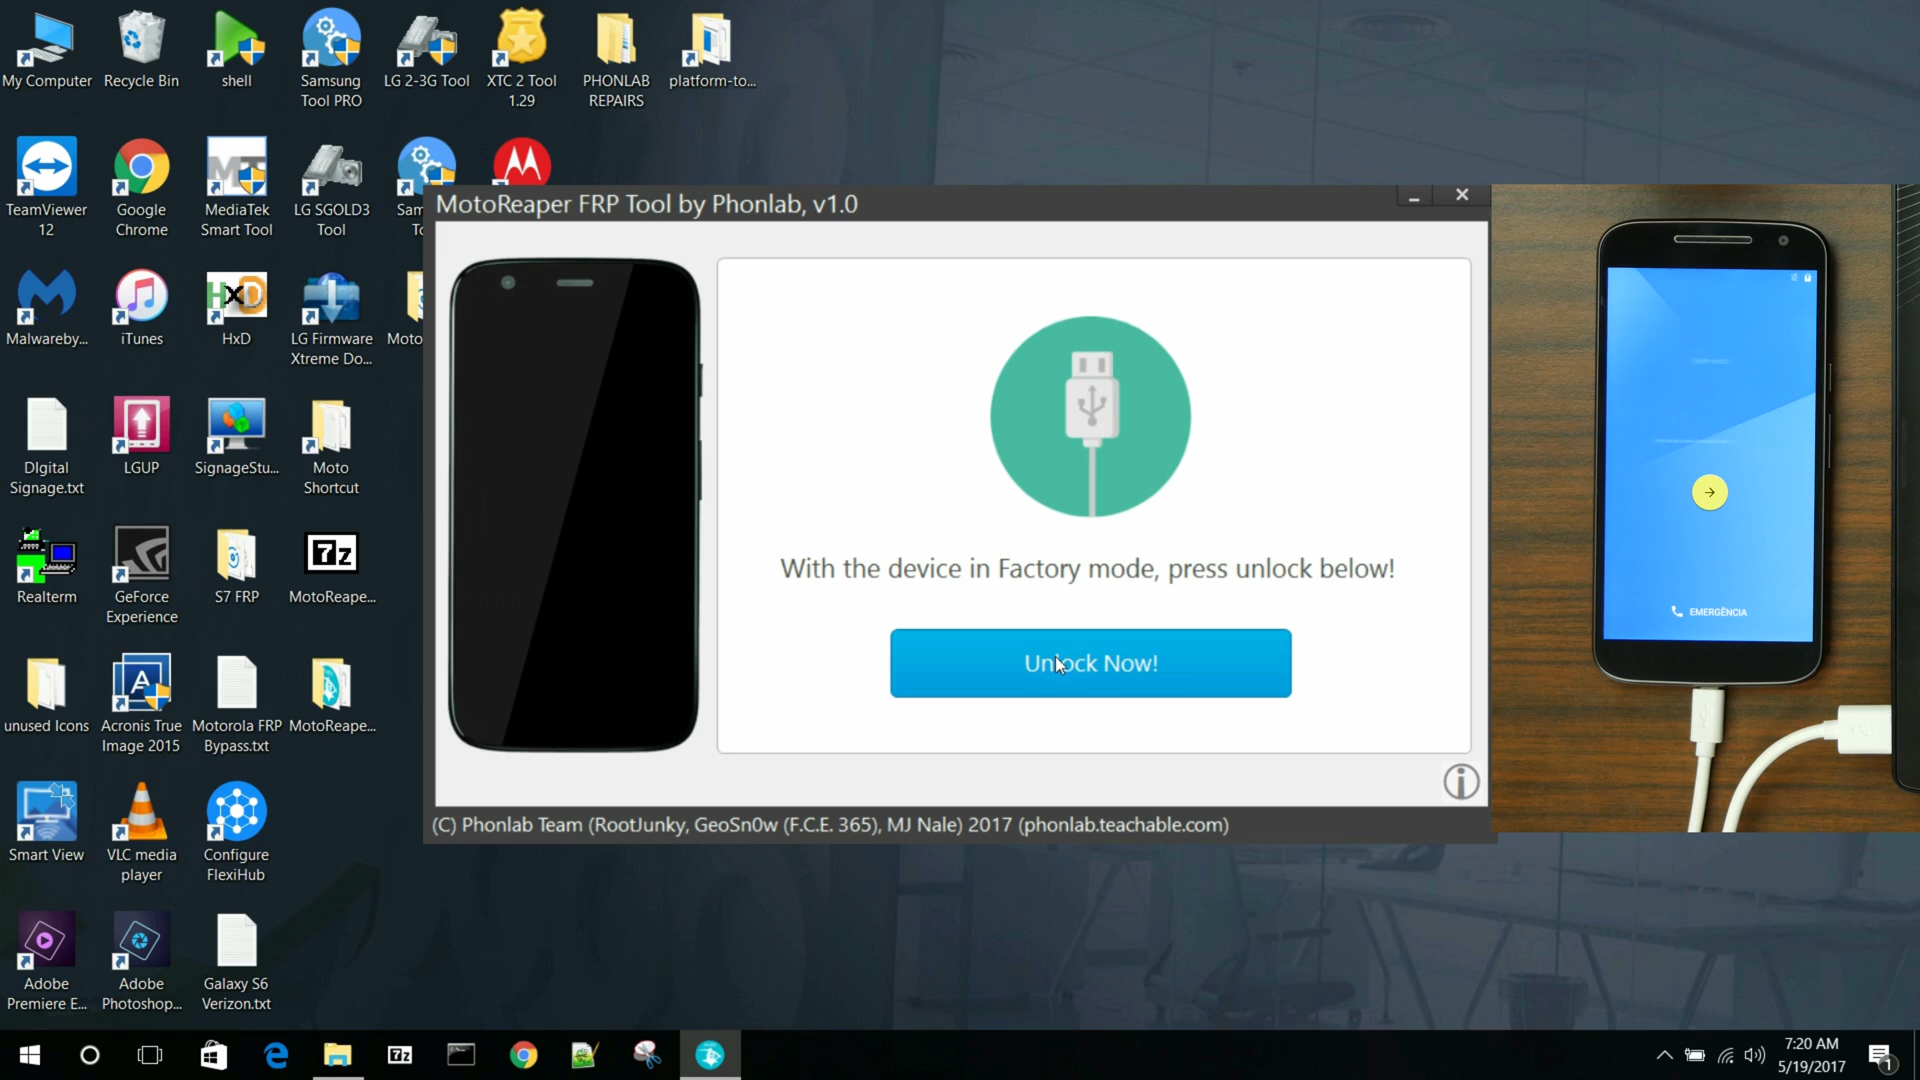 My Computer
Recycle Bin
shell
Samsung
Tool PRO
LG 2-3G Tool
XTC 2 Tool
1.29
PHONLAB
REPAIRS
platform-to...
TeamViewer
12
Google
Chrome
MediaTek
Smart Tool
LG SGOLD3
Tool
Sam
MotoReaper FRP Tool by Phonlab, v1.0
Malwareby...
iTunes
HxD
LG Firmware
Xtreme Do...
Moto
DIgital
Signage.txt
LGUP
SignageStu...
Moto
Shortcut
With the device in Factory mode, press unlock below!
Unlock Now!
Realterm
GeForce
Experience
S7 FRP
7z
MotoReape...
EMERGÊNCIA
unused Icons
Acronis True
Image 2015
Motorola FRP
Bypass.txt
MotoReape...
(C) Phonlab Team (RootJunky, GeoSn0w (F.C.E. 365), MJ Nale) 2017 (phonlab.teachable.com)
Smart View
VLC media
player
Configure
FlexiHub
Adobe
Premiere E...
Adobe
Photoshop...
Galaxy S6
Verizon.txt
7z
7:20 AM
5/19/2017
1